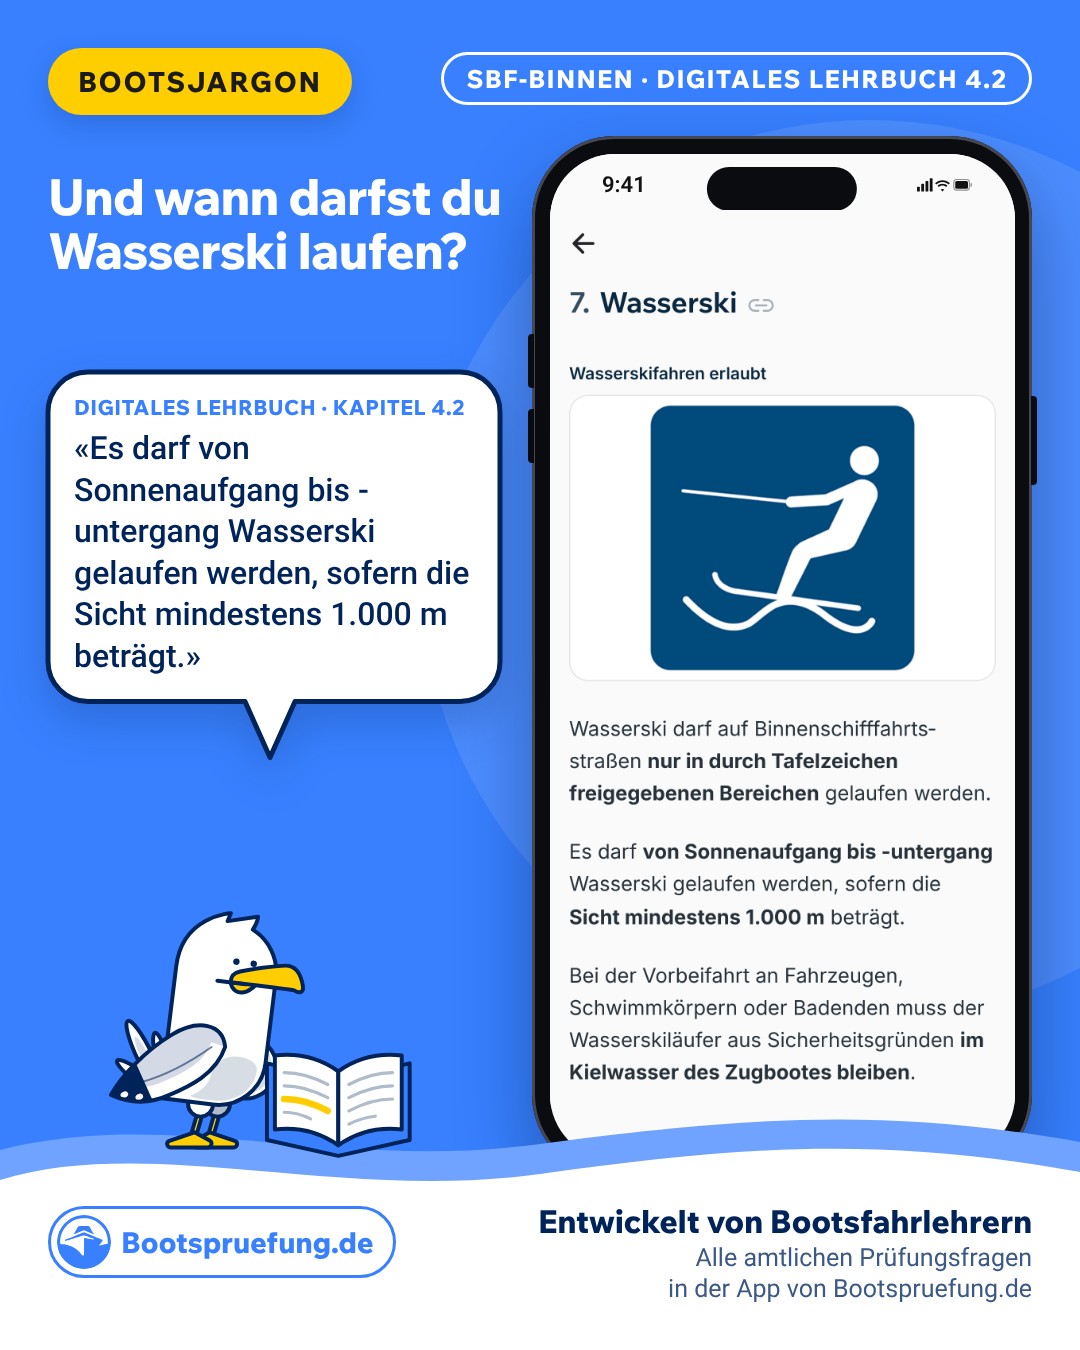 BOOTSJARGON
SBF-BINNEN · DIGITALES LEHRBUCH 4.2
Und wann darfst du
Wasserski laufen?
DIGITALES LEHRBUCH · KAPITEL 4.2
«Es darf von
Sonnenaufgang bis -
untergang Wasserski
gelaufen werden, sofern die
Sicht mindestens 1.000 m
beträgt.»
9:41
7. Wasserski
Wasserskifahren erlaubt
Wasserski darf auf Binnenschifffahrts-
straßen nur in durch Tafelzeichen
freigegebenen Bereichen gelaufen werden.
Es darf von Sonnenaufgang bis -untergang
Wasserski gelaufen werden, sofern die
Sicht mindestens 1.000 m beträgt.
Bei der Vorbeifahrt an Fahrzeugen,
Schwimmkörpern oder Badenden muss der
Wasserskiläufer aus Sicherheitsgründen im
Kielwasser des Zugbootes bleiben.
Bootspruefung.de
Entwickelt von Bootsfahrlehrern
Alle amtlichen Prüfungsfragen
in der App von Bootspruefung.de